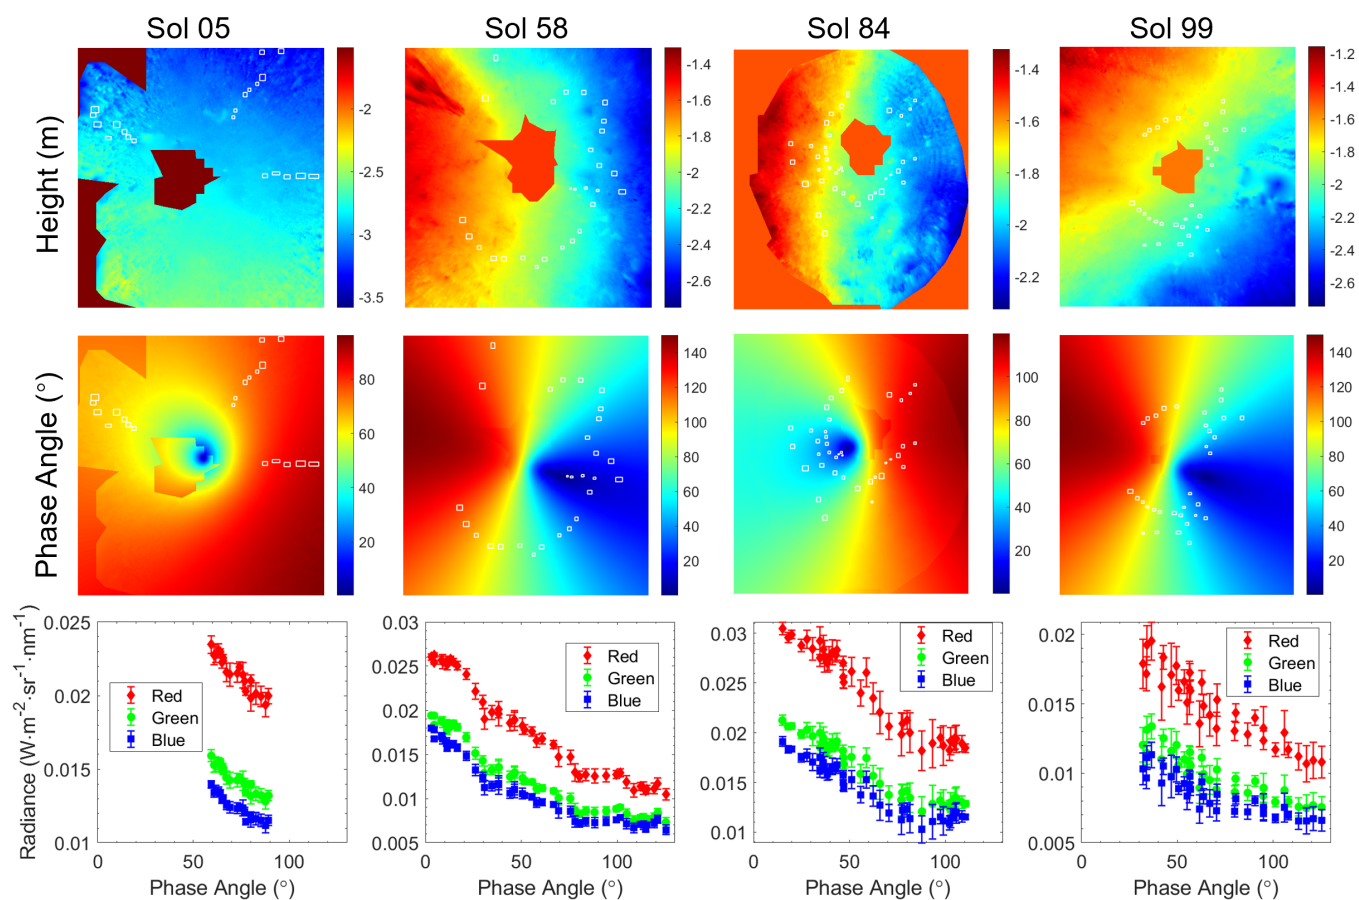 Sol 05 Sol 58 Sol 84 Sol 99
Height (m)
-2
-2.5
-3
-3.5
-1.4
-1.6
-1.8
-2
-2.2
-2.4
-2.6
-1.4
-1.6
-1.8
-2
-2.2
-1.2
-1.4
-1.6
-1.8
-2
-2.2
-2.4
-2.6
Phase Angle (°)
80
60
40
20
140
120
100
80
60
40
20
100
80
60
40
20
140
120
100
80
60
40
20
Radiance (W·m-2·sr-1·nm-1)
0.025
0.02
0.015
0.01
Red
Green
Blue
0 50 100
Phase Angle (°)
0.03
0.025
0.02
0.015
0.01
0.005
Red
Green
Blue
0 50 100
Phase Angle (°)
0.03
0.025
0.02
0.015
0.01
Red
Green
Blue
0 50 100
Phase Angle (°)
0.02
0.015
0.01
0.005
Red
Green
Blue
0 50 100
Phase Angle (°)